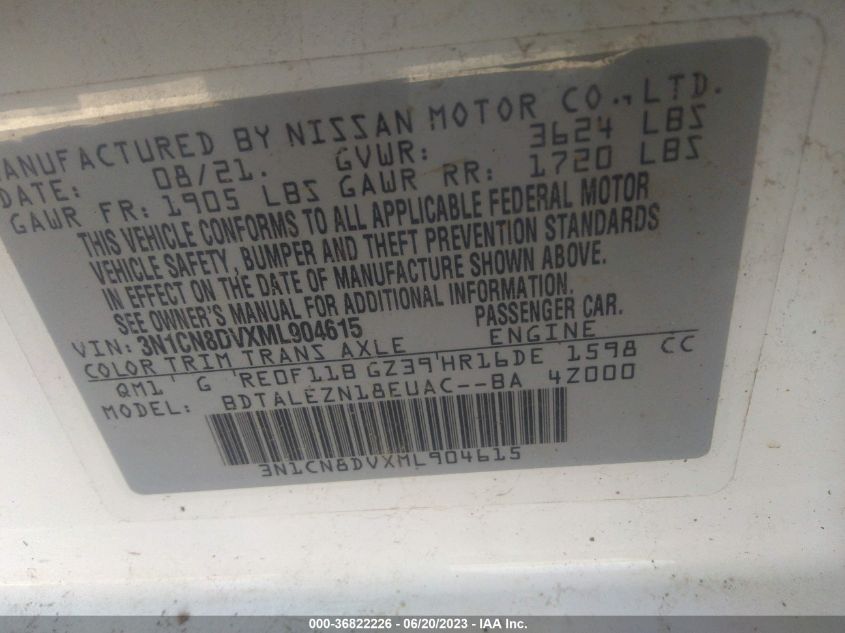 MANUFACTURED BY NISSAN MOTOR CO., LTD.
DATE: 08/21. GVWR: 3624 LBS
GAWR FR: 1905 LBS GAWR RR: 1720 LBS
THIS VEHICLE CONFORMS TO ALL APPLICABLE FEDERAL MOTOR
VEHICLE SAFETY, BUMPER AND THEFT PREVENTION STANDARDS
IN EFFECT ON THE DATE OF MANUFACTURE SHOWN ABOVE.
SEE OWNER'S MANUAL FOR ADDITIONAL INFORMATION.
VIN: 3N1CN8DVXML904615 PASSENGER CAR.
COLOR TRIM TRANS AXLE ENGINE
QM1 G RE0F11B GZ39 HR16DE 1598 CC
MODEL: BDTALEZN18EUAC--BA 4Z000
3N1CN8DVXML904615
000-36822226 - 06/20/2023 - IAA Inc.